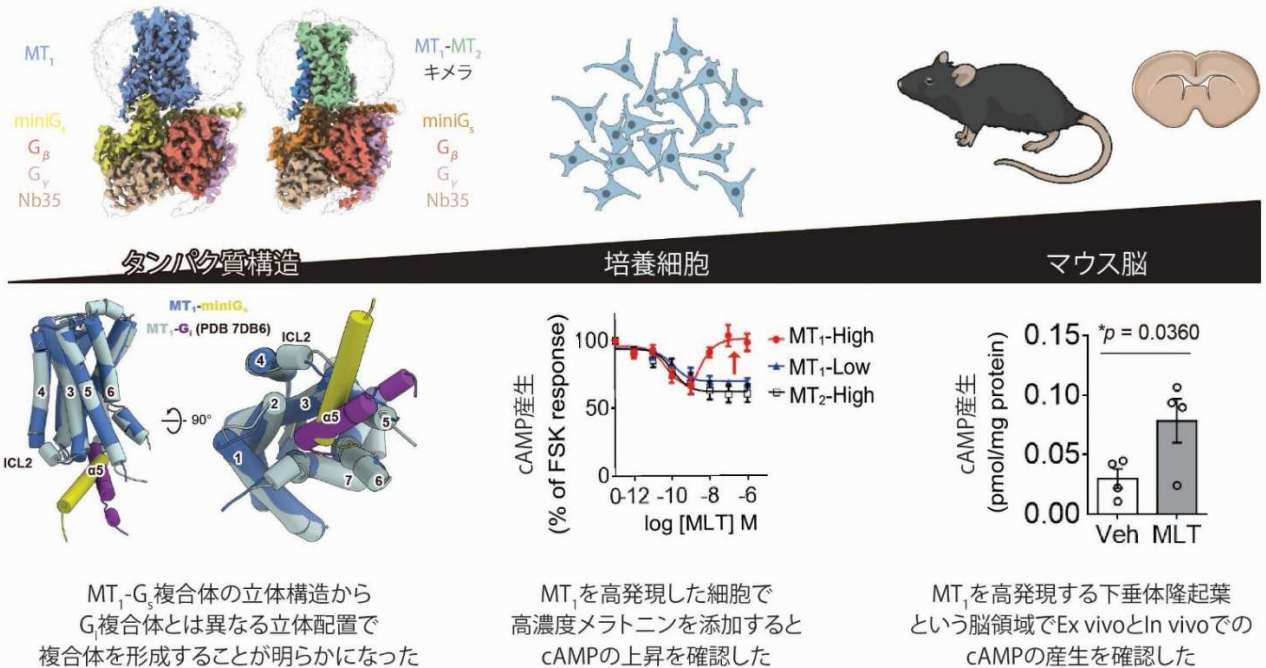 MT₁
miniGₛ
Gᵦ
Gᵧ
Nb35
MT₁-MT₂
キメラ
miniGₛ
Gᵦ
Gᵧ
Nb35
タンパク質構造
培養細胞
マウス脳
MT₁-miniGₛ
MT₁-Gᵢ (PDB 7DB6)
ICL2
4
3
5
6
ICL2
α5
90°
ICL2
4
2
3
α5
5
1
7
6
cAMP産生
(% of FSK response)
100
50
0
0
-12
-10
-8
-6
log [MLT] M
MT₁-High
MT₁-Low
MT₂-High
cAMP産生
(pmol/mg protein)
0.15
0.10
0.05
0.00
*p = 0.0360
Veh
MLT
MT₁-Gₛ複合体の立体構造から
Gᵢ複合体とは異なる立体配置で
複合体を形成することが明らかになった
MT₁を高発現した細胞で
高濃度メラトニンを添加すると
cAMPの上昇を確認した
MT₁を高発現する下垂体隆起葉
という脳領域でEx vivoとIn vivoでの
cAMPの産生を確認した